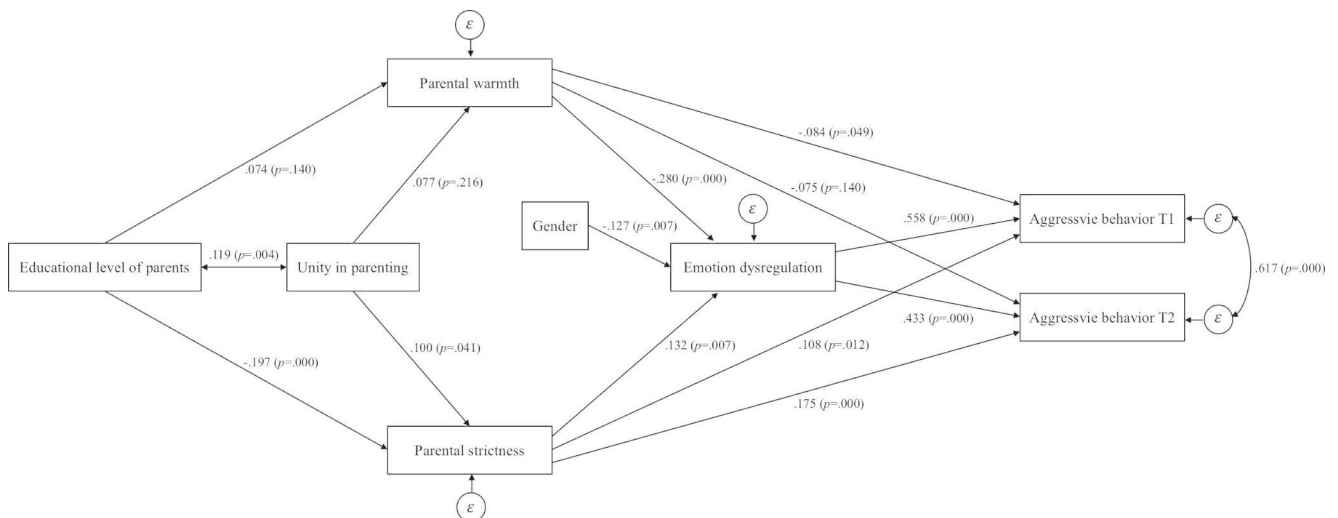 ε
Parental warmth
-.084 (p=.049)
.074 (p=.140)
.077 (p=.216)
-.280 (p=.000)
-.075 (p=.140)
ε
Aggressvie behavior T1
ε
Gender
-.127 (p=.007)
.558 (p=.000)
Educational level of parents
.119 (p=.004)
Unity in parenting
Emotion dysregulation
.617 (p=.000)
Aggressvie behavior T2
ε
.433 (p=.000)
-.197 (p=.000)
.100 (p=.041)
.132 (p=.007)
.108 (p=.012)
.175 (p=.000)
Parental strictness
ε